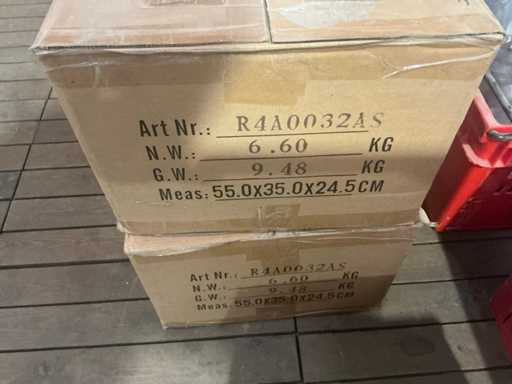 Art Nr.: R4A0032AS
N.W.: 6.60 KG
G.W.: 9.48 KG
Meas: 55.0X35.0X24.5CM
Art Nr.: R4A0032AS
N.W.: 6.60 KG
G.W.: 9.48 KG
Meas: 55.0X35.0X24.5CM